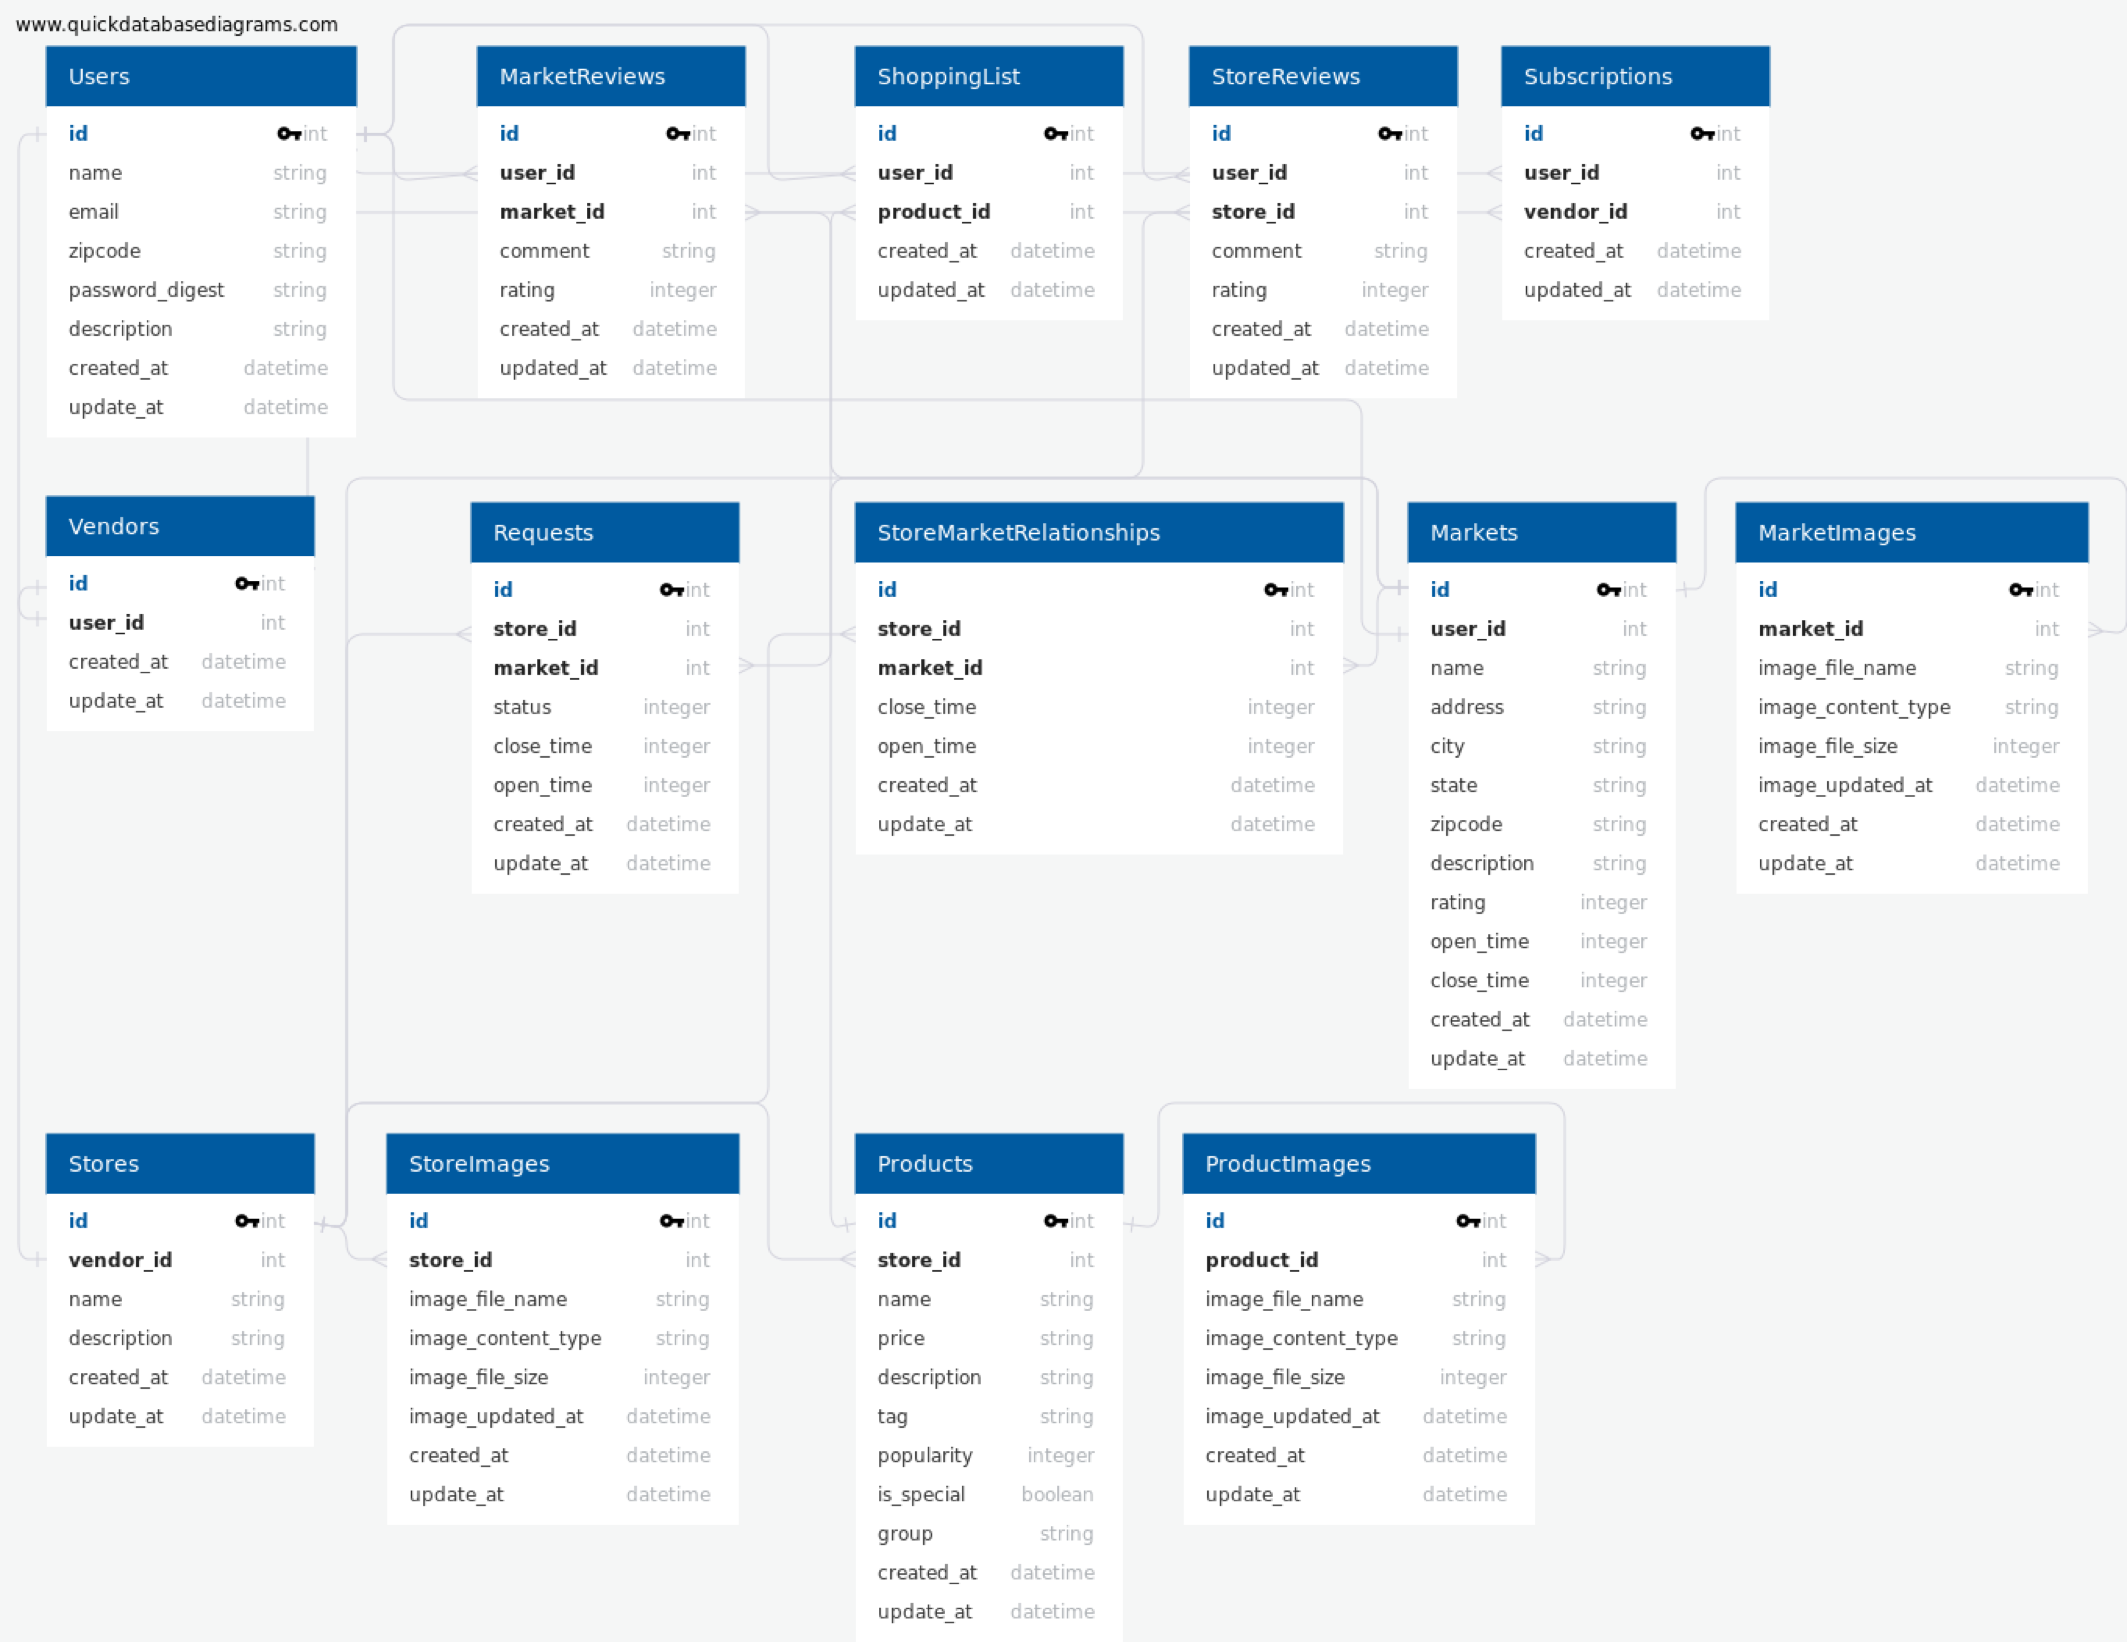 www.quickdatabasediagrams.com
Users
id int
name string
email string
zipcode string
password_digest string
description string
created_at datetime
update_at datetime
MarketReviews
id int
user_id int
market_id int
comment string
rating integer
created_at datetime
updated_at datetime
ShoppingList
id int
user_id int
product_id int
created_at datetime
updated_at datetime
StoreReviews
id int
user_id int
store_id int
comment string
rating integer
created_at datetime
updated_at datetime
Subscriptions
id int
user_id int
vendor_id int
created_at datetime
updated_at datetime
Vendors
id int
user_id int
created_at datetime
update_at datetime
Requests
id int
store_id int
market_id int
status integer
close_time integer
open_time integer
created_at datetime
update_at datetime
StoreMarketRelationships
id int
store_id int
market_id int
close_time integer
open_time integer
created_at datetime
update_at datetime
Markets
id int
user_id int
name string
address string
city string
state string
zipcode string
description string
rating integer
open_time integer
close_time integer
created_at datetime
update_at datetime
MarketImages
id int
market_id int
image_file_name string
image_content_type string
image_file_size integer
image_updated_at datetime
created_at datetime
update_at datetime
Stores
id int
vendor_id int
name string
description string
created_at datetime
update_at datetime
StoreImages
id int
store_id int
image_file_name string
image_content_type string
image_file_size integer
image_updated_at datetime
created_at datetime
update_at datetime
Products
id int
store_id int
name string
price string
description string
tag string
popularity integer
is_special boolean
group string
created_at datetime
update_at datetime
ProductImages
id int
product_id int
image_file_name string
image_content_type string
image_file_size integer
image_updated_at datetime
created_at datetime
update_at datetime